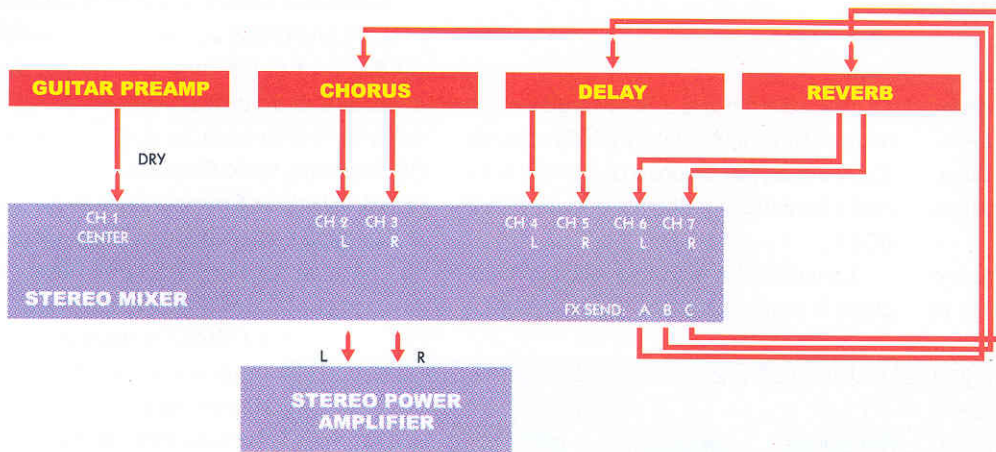 GUITAR PREAMP
CHORUS
DELAY
REVERB
DRY
CH 1
CENTER
CH 2
L
CH 3
R
CH 4
L
CH 5
R
CH 6
L
CH 7
R
STEREO MIXER
FX SEND: A B C
L
R
STEREO POWER
AMPLIFIER